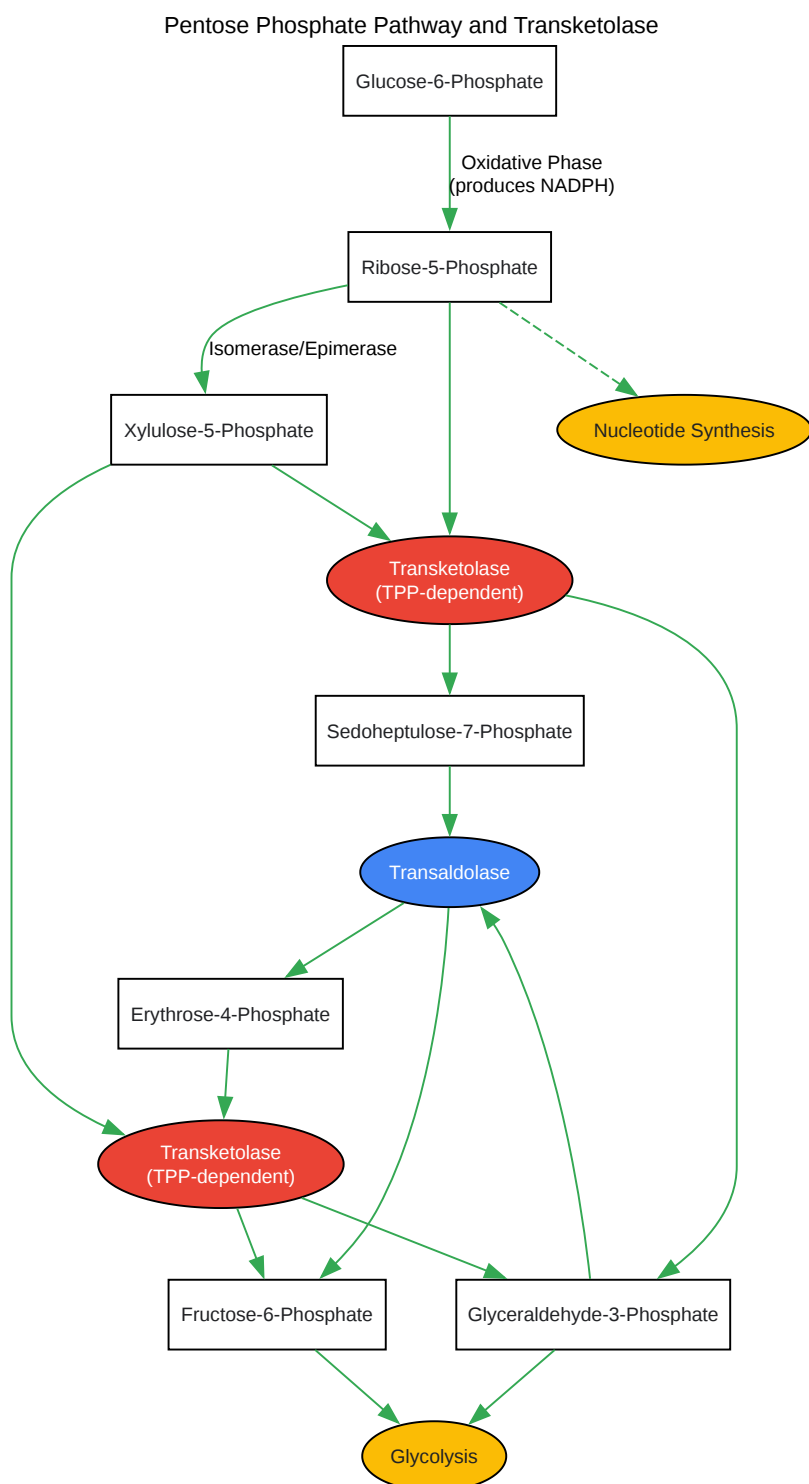 Pentose Phosphate Pathway and Transketolase
Glucose-6-Phosphate
Oxidative Phase
(produces NADPH)
Ribose-5-Phosphate
Isomerase/Epimerase
Xylulose-5-Phosphate
Nucleotide Synthesis
Transketolase
(TPP-dependent)
Sedoheptulose-7-Phosphate
Transaldolase
Erythrose-4-Phosphate
Transketolase
(TPP-dependent)
Fructose-6-Phosphate
Glyceraldehyde-3-Phosphate
Glycolysis